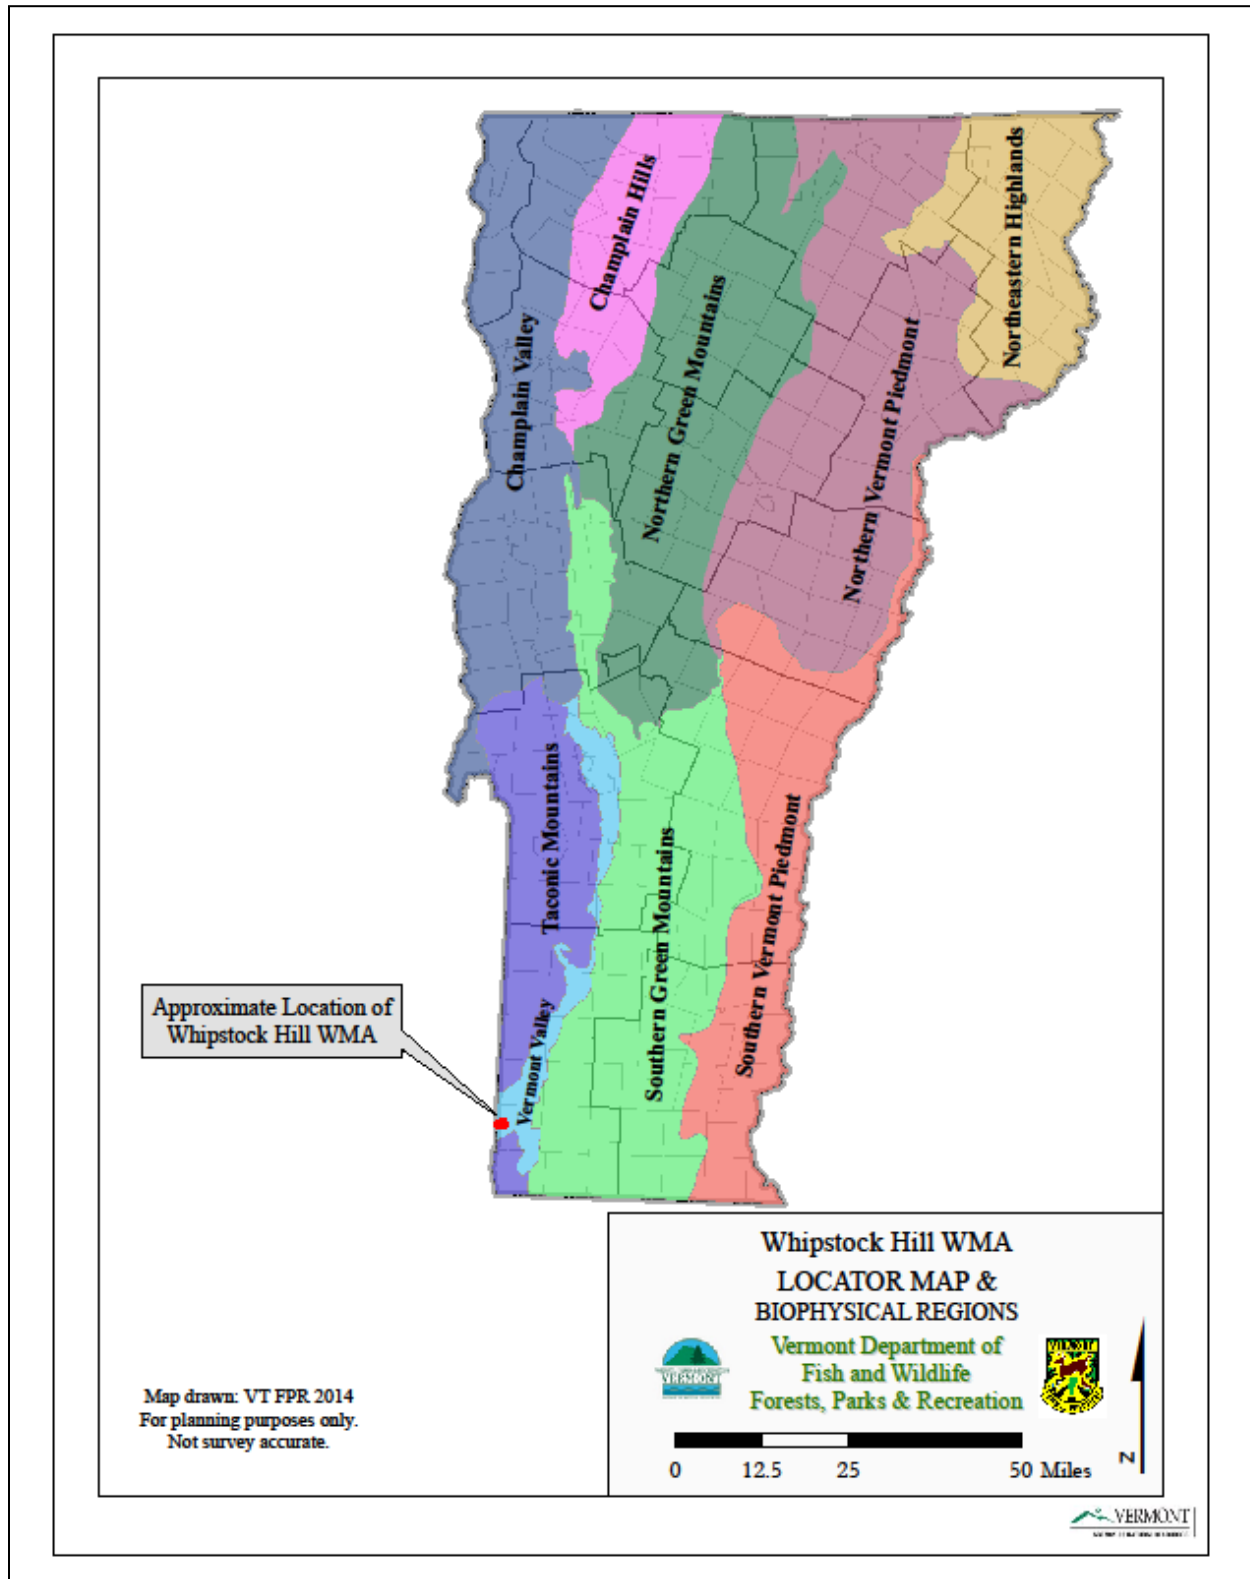 Champlain Hills
Northeastern Highlands
Champlain Valley
Northern Green Mountains
Northern Vermont Piedmont
Taconic Mountains
Southern Green Mountains
Southern Vermont Piedmont
Vermont Valley
Approximate Location of
Whipstock Hill WMA
Whipstock Hill WMA
LOCATOR MAP &
BIOPHYSICAL REGIONS
Vermont Department of
Fish and Wildlife
Forests, Parks & Recreation
VERMONT
VERMONT
0 12.5 25 50 Miles
N
Map drawn: VT FPR 2014
For planning purposes only.
Not survey accurate.
VERMONT